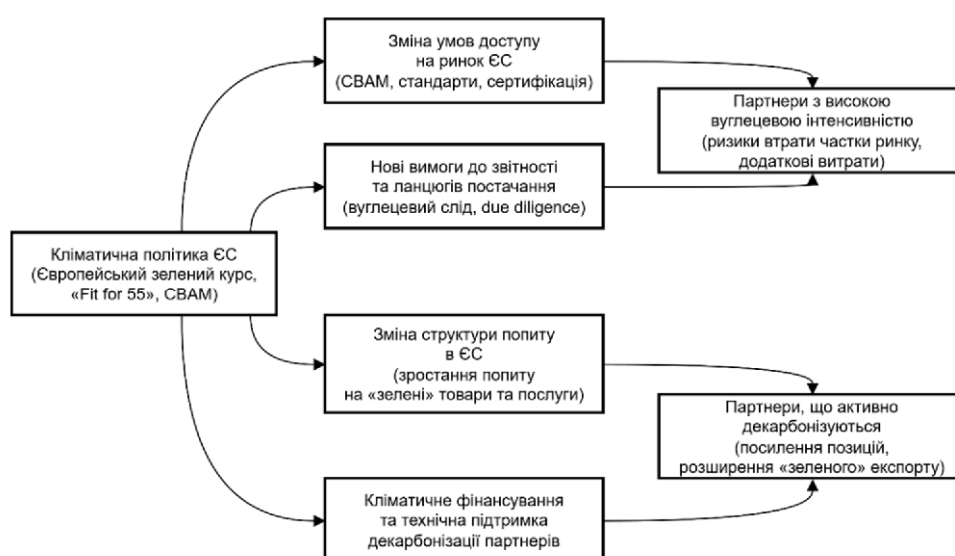 Зміна умов доступу
на ринок ЄС
(CBAM, стандарти, сертифікація)
Партнери з високою
вуглецевою інтенсивністю
(ризики втрати частки ринку,
додаткові витрати)
Нові вимоги до звітності
та ланцюгів постачання
(вуглецевий слід, due diligence)
Кліматична політика ЄС
(Європейський зелений курс,
«Fit for 55», CBAM)
Зміна структури попиту
в ЄС
(зростання попиту
на «зелені» товари та послуги)
Партнери, що активно
декарбонізуються
(посилення позицій,
розширення «зеленого» експорту)
Кліматичне фінансування
та технічна підтримка
декарбонізації партнерів